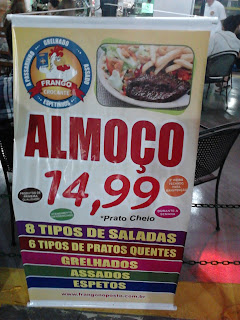 GRELHADO
ASSADO
FRANGO
ESPETINHOS
ALMOÇO
14,99
*Prato Cheio
8 TIPOS DE SALADAS
6 TIPOS DE PRATOS QUENTES
GRELHADOS
ASSADOS
ESPETOS